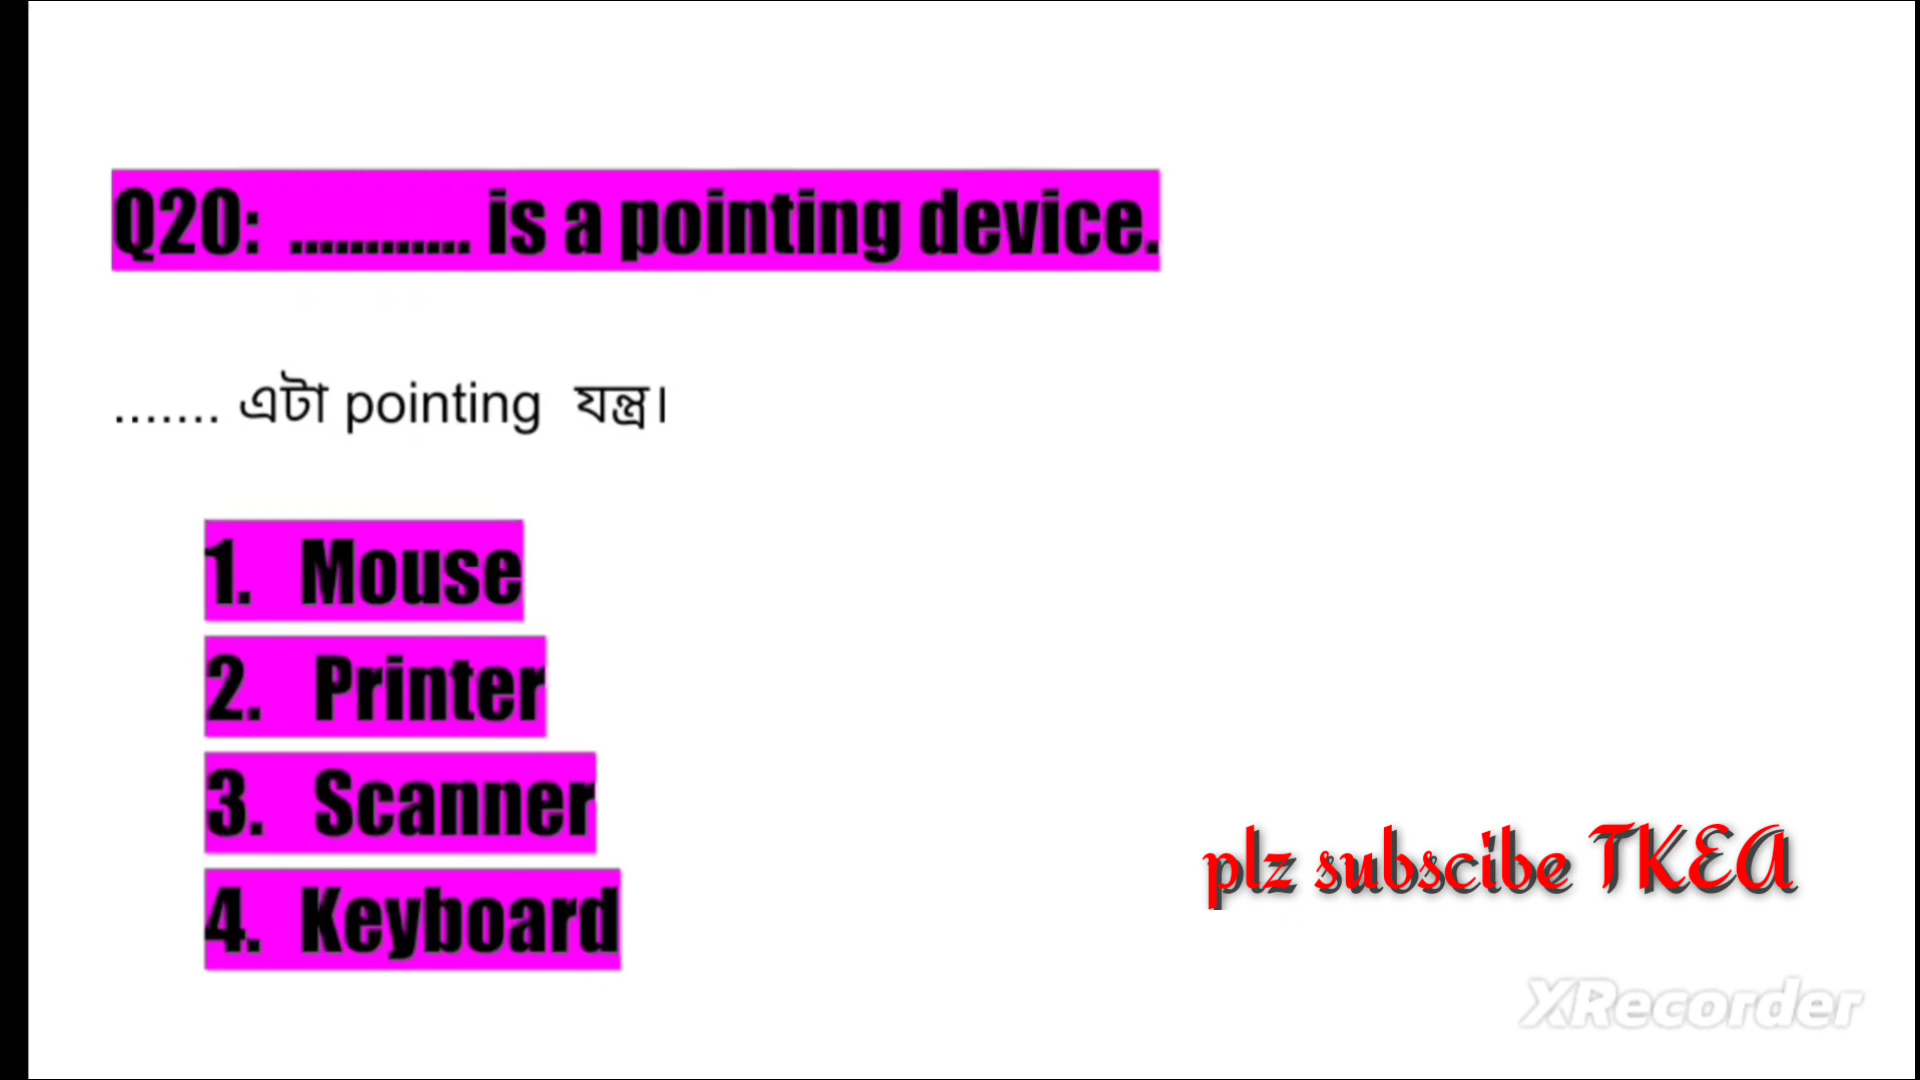 Q20: ............ is a pointing device.
....... এটা pointing যন্ত্র।
1. Mouse
2. Printer
3. Scanner
4. Keyboard
plz subscibe TKEA
XRecorder